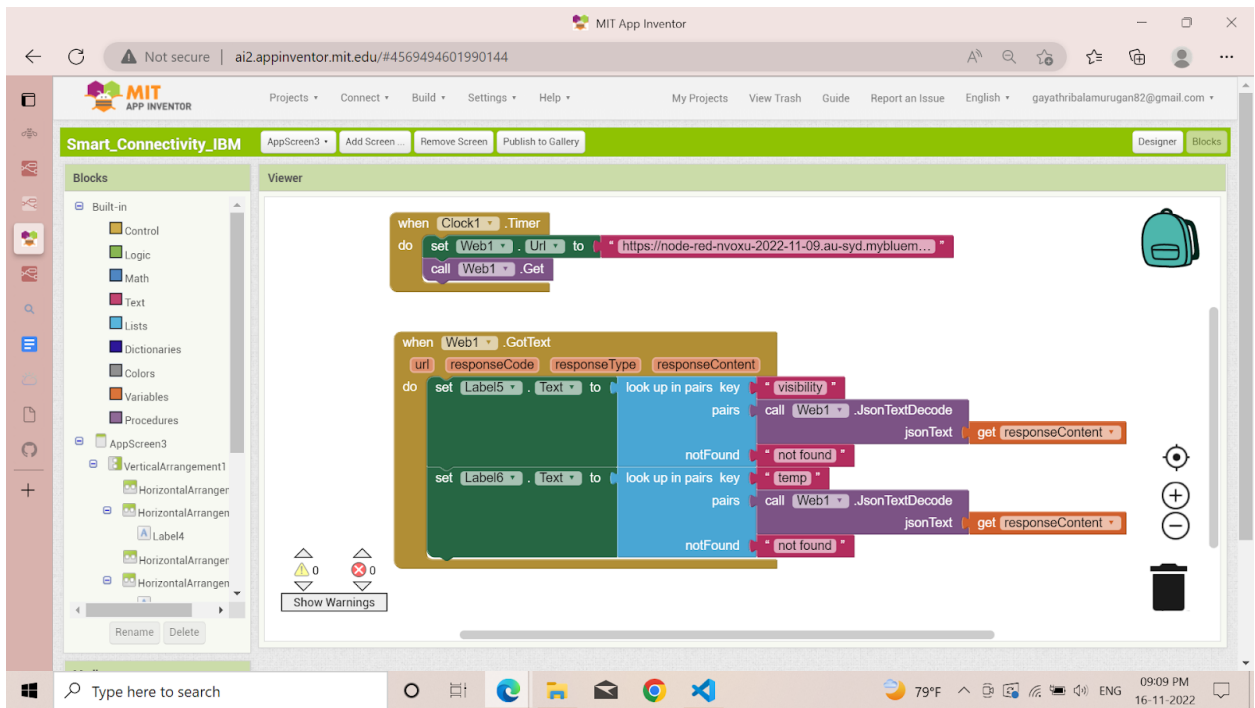 MIT App Inventor
Not secure | ai2.appinventor.mit.edu/#4569494601990144
MIT
APP INVENTOR
Projects Connect Build Settings Help My Projects View Trash Guide Report an Issue English gayathribalamurugan82@gmail.com
Smart_Connectivity_IBM AppScreen3 Add Screen ... Remove Screen Publish to Gallery Designer Blocks
Blocks Viewer
Built-in
Control
Logic
Math
Text
Lists
Dictionaries
Colors
Variables
Procedures
AppScreen3
VerticalArrangement1
HorizontalArranger
HorizontalArrangen
Label4
HorizontalArranger
HorizontalArrangen
Rename Delete
when Clock1 .Timer
do set Web1 . Url to " https://node-red-nvoxu-2022-11-09.au-syd.mybluem... "
call Web1 .Get
when Web1 .GotText
url responseCode responseType responseContent
do set Label5 . Text to look up in pairs key " visibility "
pairs call Web1 .JsonTextDecode
jsonText get responseContent
notFound " not found "
set Label6 . Text to look up in pairs key " temp "
pairs call Web1 .JsonTextDecode
jsonText get responseContent
notFound " not found "
0 0
Show Warnings
Type here to search 79°F ENG 09:09 PM
16-11-2022